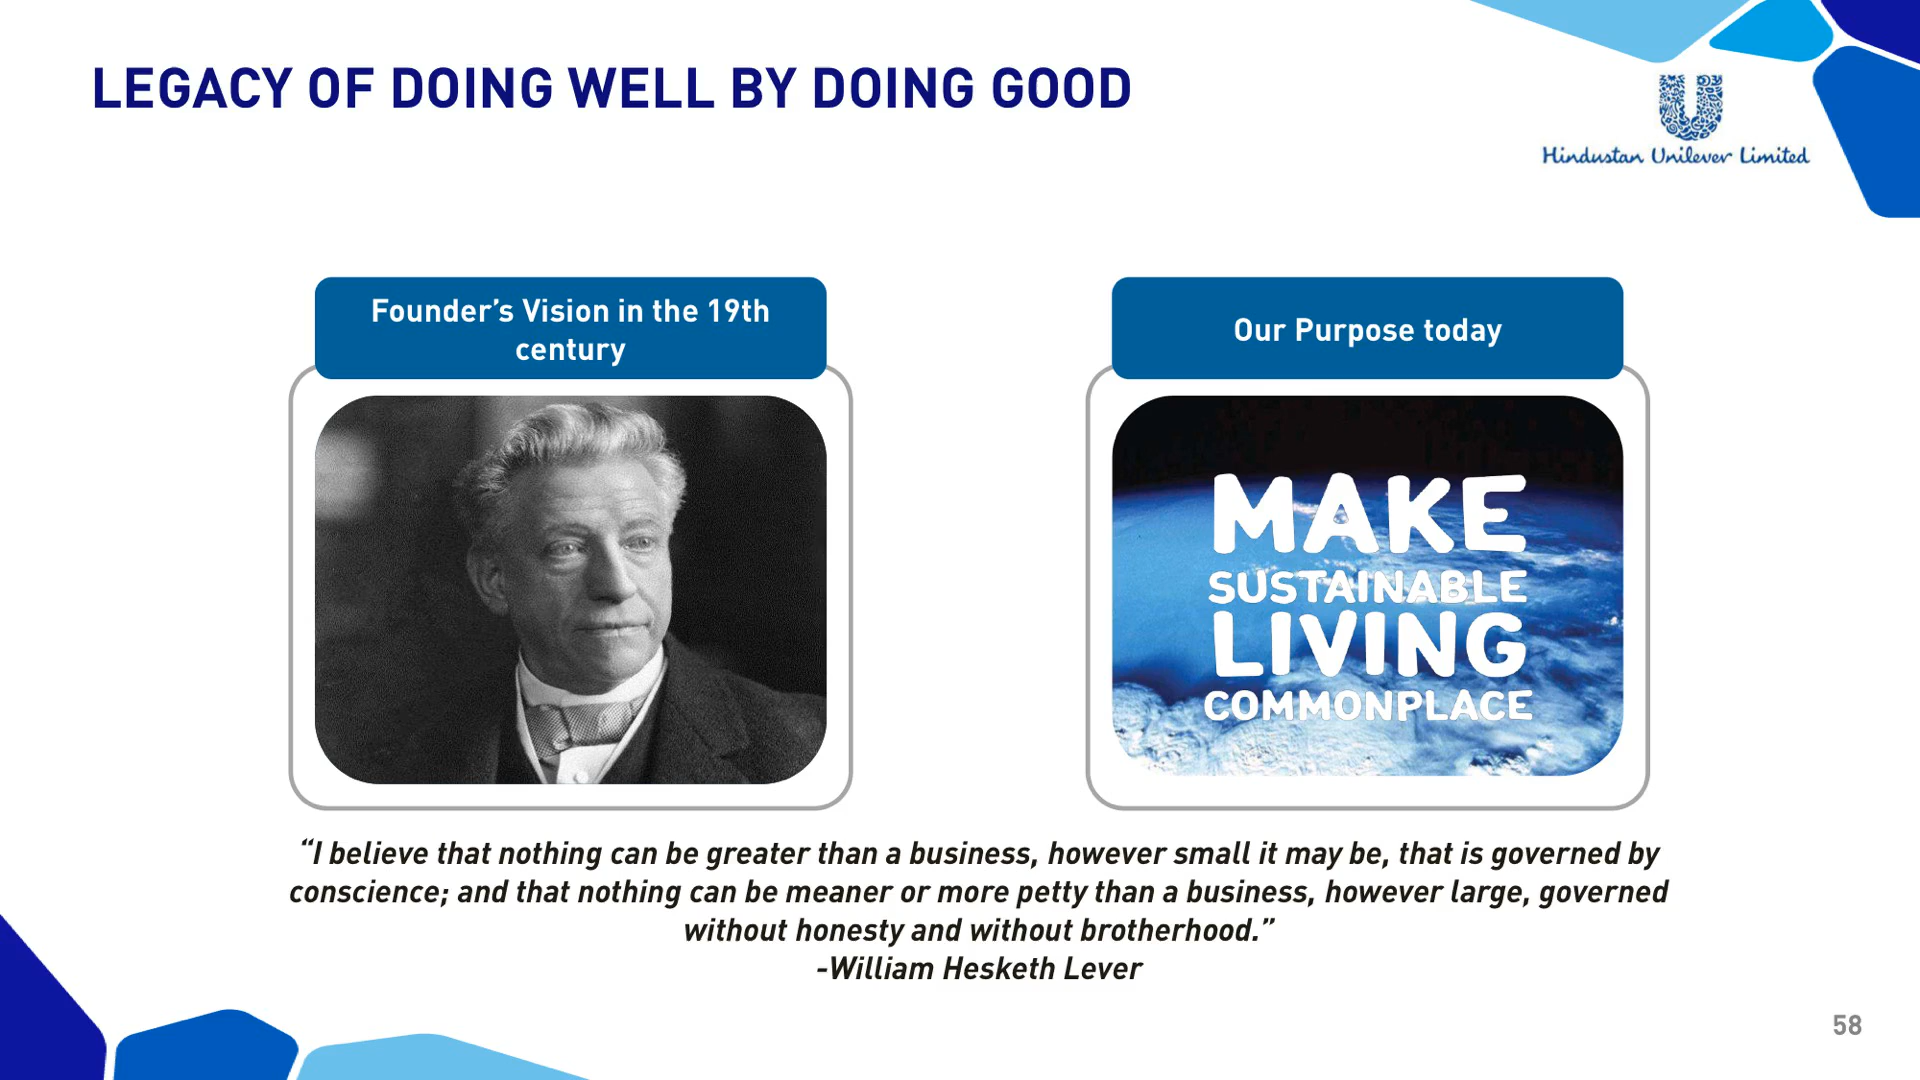 LEGACY OF DOING WELL BY DOING GOOD
Hindustan Unilever Limited
Founder’s Vision in the 19th
century
Our Purpose today
MAKE
SUSTAINABLE
LIVING
COMMONPLACE
“I believe that nothing can be greater than a business, however small it may be, that is governed by
conscience; and that nothing can be meaner or more petty than a business, however large, governed
without honesty and without brotherhood.”
-William Hesketh Lever
58